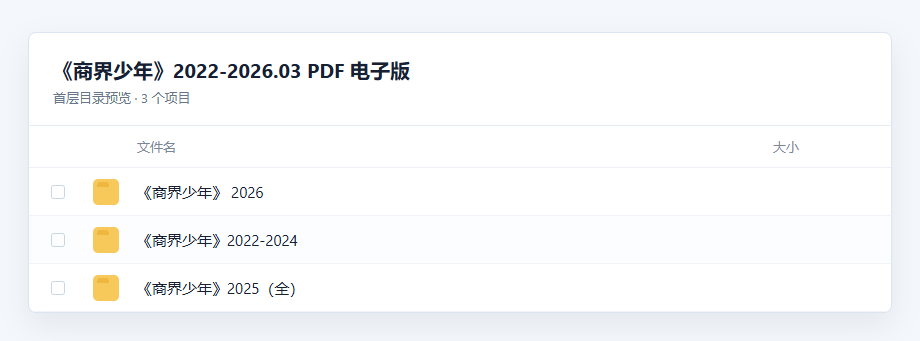 《商界少年》2022-2026.03 PDF 电子版
首层目录预览 · 3 个项目
文件名 大小
《商界少年》 2026
《商界少年》2022-2024
《商界少年》2025（全）